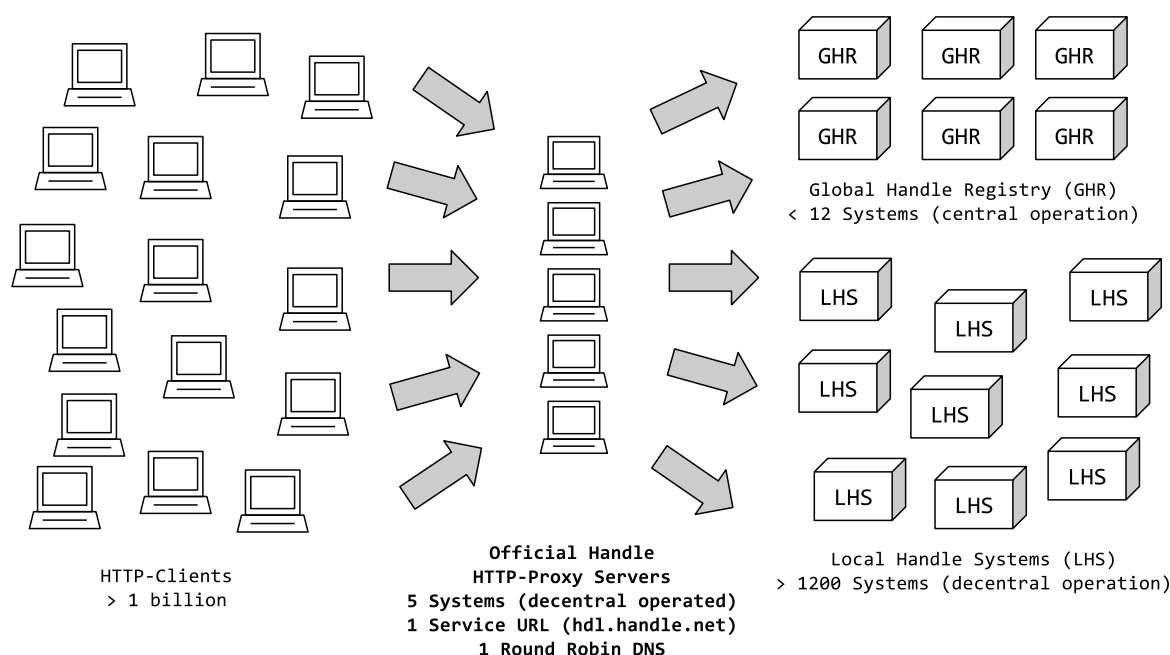 GHR
GHR
GHR
GHR
GHR
GHR
Global Handle Registry (GHR)
< 12 Systems (central operation)
LHS
LHS
LHS
LHS
LHS
LHS
LHS
LHS
LHS
Local Handle Systems (LHS)
> 1200 Systems (decentral operation)
HTTP-Clients
> 1 billion
Official Handle
HTTP-Proxy Servers
5 Systems (decentral operated)
1 Service URL (hdl.handle.net)
1 Round Robin DNS